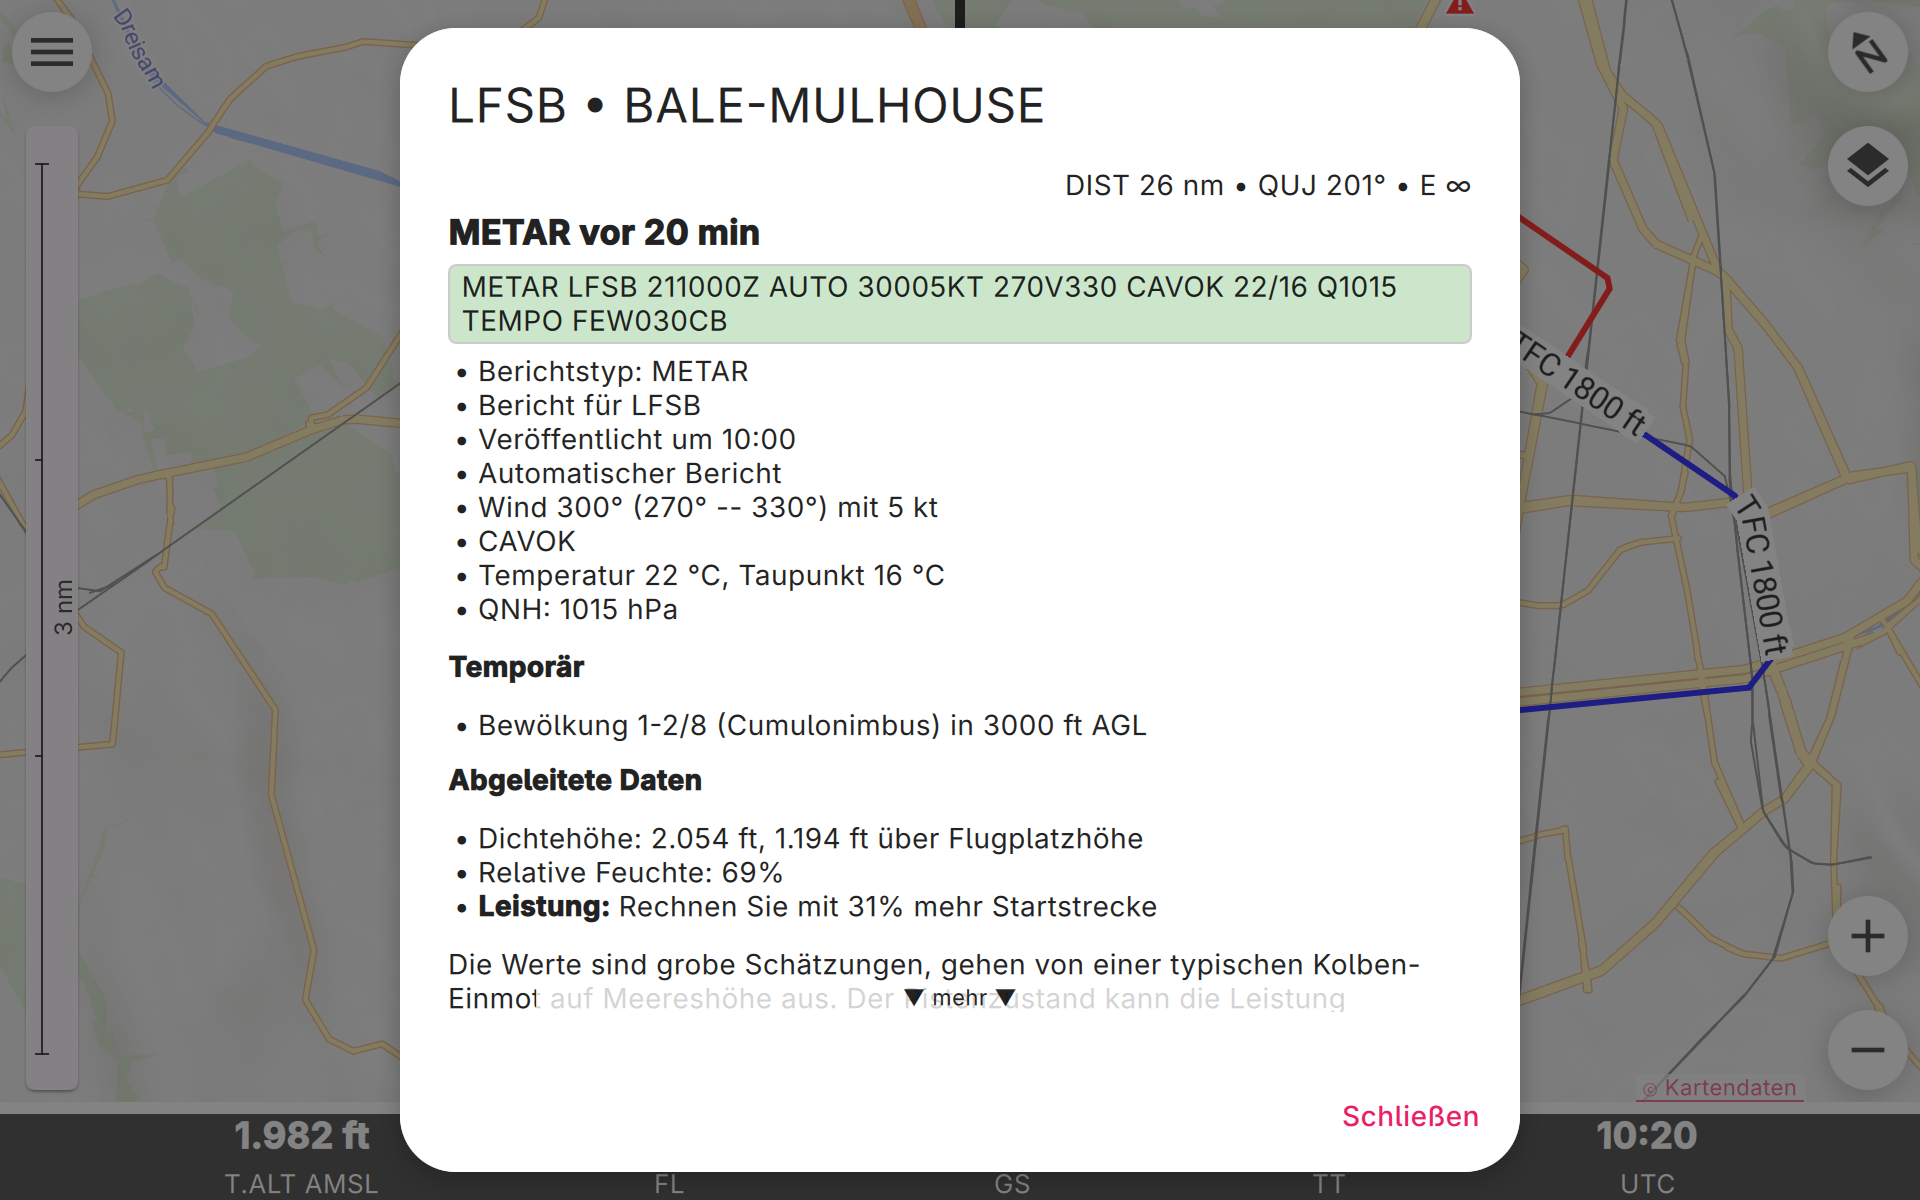 Dreisam
LFSB • BALE-MULHOUSE
DIST 26 nm • QUJ 201° • E ∞
METAR vor 20 min
METAR LFSB 211000Z AUTO 30005KT 270V330 CAVOK 22/16 Q1015
TEMPO FEW030CB
• Berichtstyp: METAR
• Bericht für LFSB
• Veröffentlicht um 10:00
• Automatischer Bericht
• Wind 300° (270° -- 330°) mit 5 kt
• CAVOK
• Temperatur 22 °C, Taupunkt 16 °C
• QNH: 1015 hPa
Temporär
• Bewölkung 1-2/8 (Cumulonimbus) in 3000 ft AGL
Abgeleitete Daten
• Dichtehöhe: 2.054 ft, 1.194 ft über Flugplatzhöhe
• Relative Feuchte: 69%
• Leistung: Rechnen Sie mit 31% mehr Startstrecke
Die Werte sind grobe Schätzungen, gehen von einer typischen Kolben-
Einmot auf Meereshöhe aus. Der Pistenzustand kann die Leistung
▼ mehr ▼
Schließen
3 nm
TFC 1800 ft
TFC 1800 ft
N
© Kartendaten
1.982 ft
T.ALT AMSL
FL
GS
TT
10:20
UTC